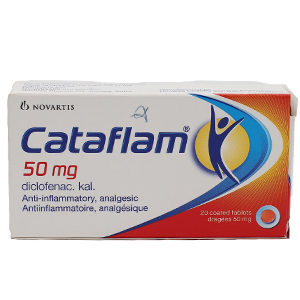 NOVARTIS
Cataflam®
50 mg
diclofenac. kal.
Anti-inflammatory, analgesic
Antiinflammatoire, analgésique
20 coated tablets
dragées 50 mg